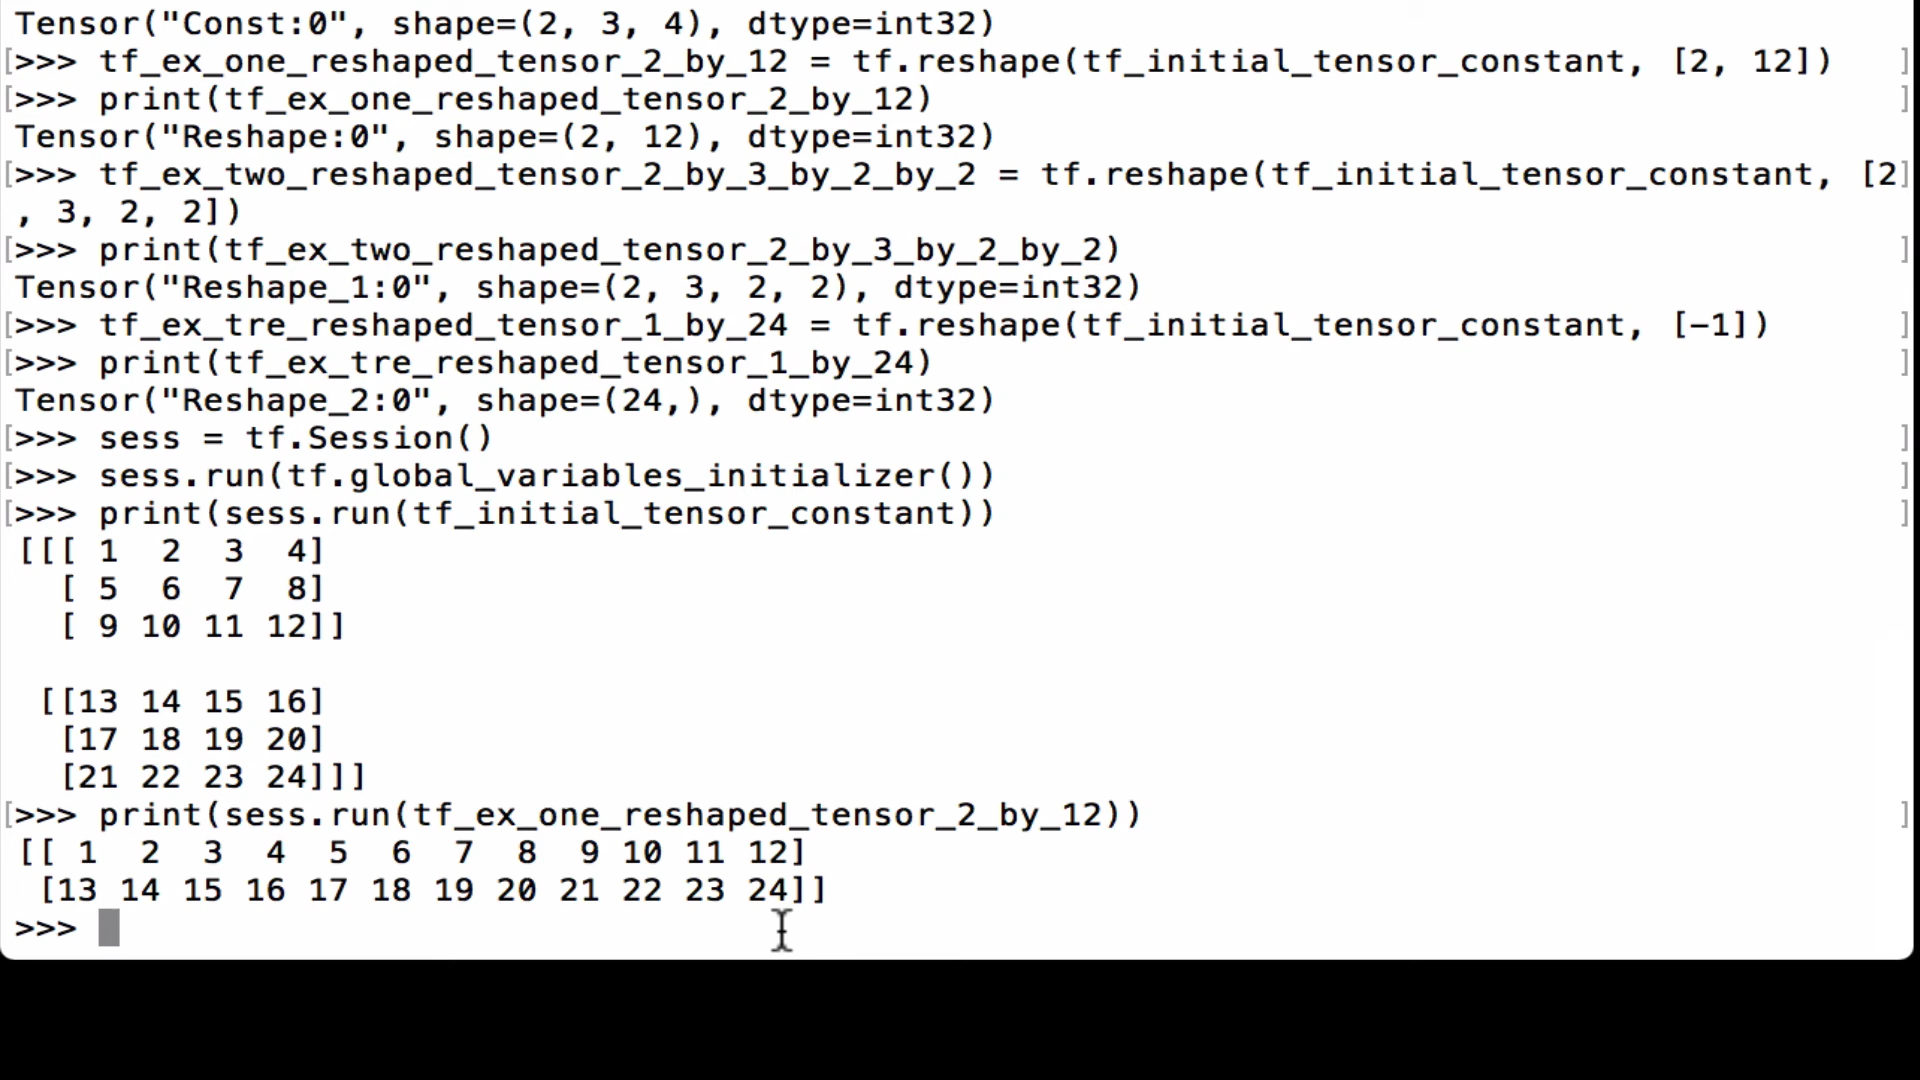 Tensor("Const:0", shape=(2, 3, 4), dtype=int32)
[>>> tf_ex_one_reshaped_tensor_2_by_12 = tf.reshape(tf_initial_tensor_constant, [2, 12]) ]
[>>> print(tf_ex_one_reshaped_tensor_2_by_12) ]
Tensor("Reshape:0", shape=(2, 12), dtype=int32)
[>>> tf_ex_two_reshaped_tensor_2_by_3_by_2_by_2 = tf.reshape(tf_initial_tensor_constant, [2]
, 3, 2, 2])
[>>> print(tf_ex_two_reshaped_tensor_2_by_3_by_2_by_2) ]
Tensor("Reshape_1:0", shape=(2, 3, 2, 2), dtype=int32)
[>>> tf_ex_tre_reshaped_tensor_1_by_24 = tf.reshape(tf_initial_tensor_constant, [-1]) ]
[>>> print(tf_ex_tre_reshaped_tensor_1_by_24) ]
Tensor("Reshape_2:0", shape=(24,), dtype=int32)
[>>> sess = tf.Session() ]
[>>> sess.run(tf.global_variables_initializer()) ]
[>>> print(sess.run(tf_initial_tensor_constant)) ]
[[[ 1  2  3  4]
  [ 5  6  7  8]
  [ 9 10 11 12]]
 [[13 14 15 16]
  [17 18 19 20]
  [21 22 23 24]]]
[>>> print(sess.run(tf_ex_one_reshaped_tensor_2_by_12)) ]
[[ 1  2  3  4  5  6  7  8  9 10 11 12]
 [13 14 15 16 17 18 19 20 21 22 23 24]]
>>>